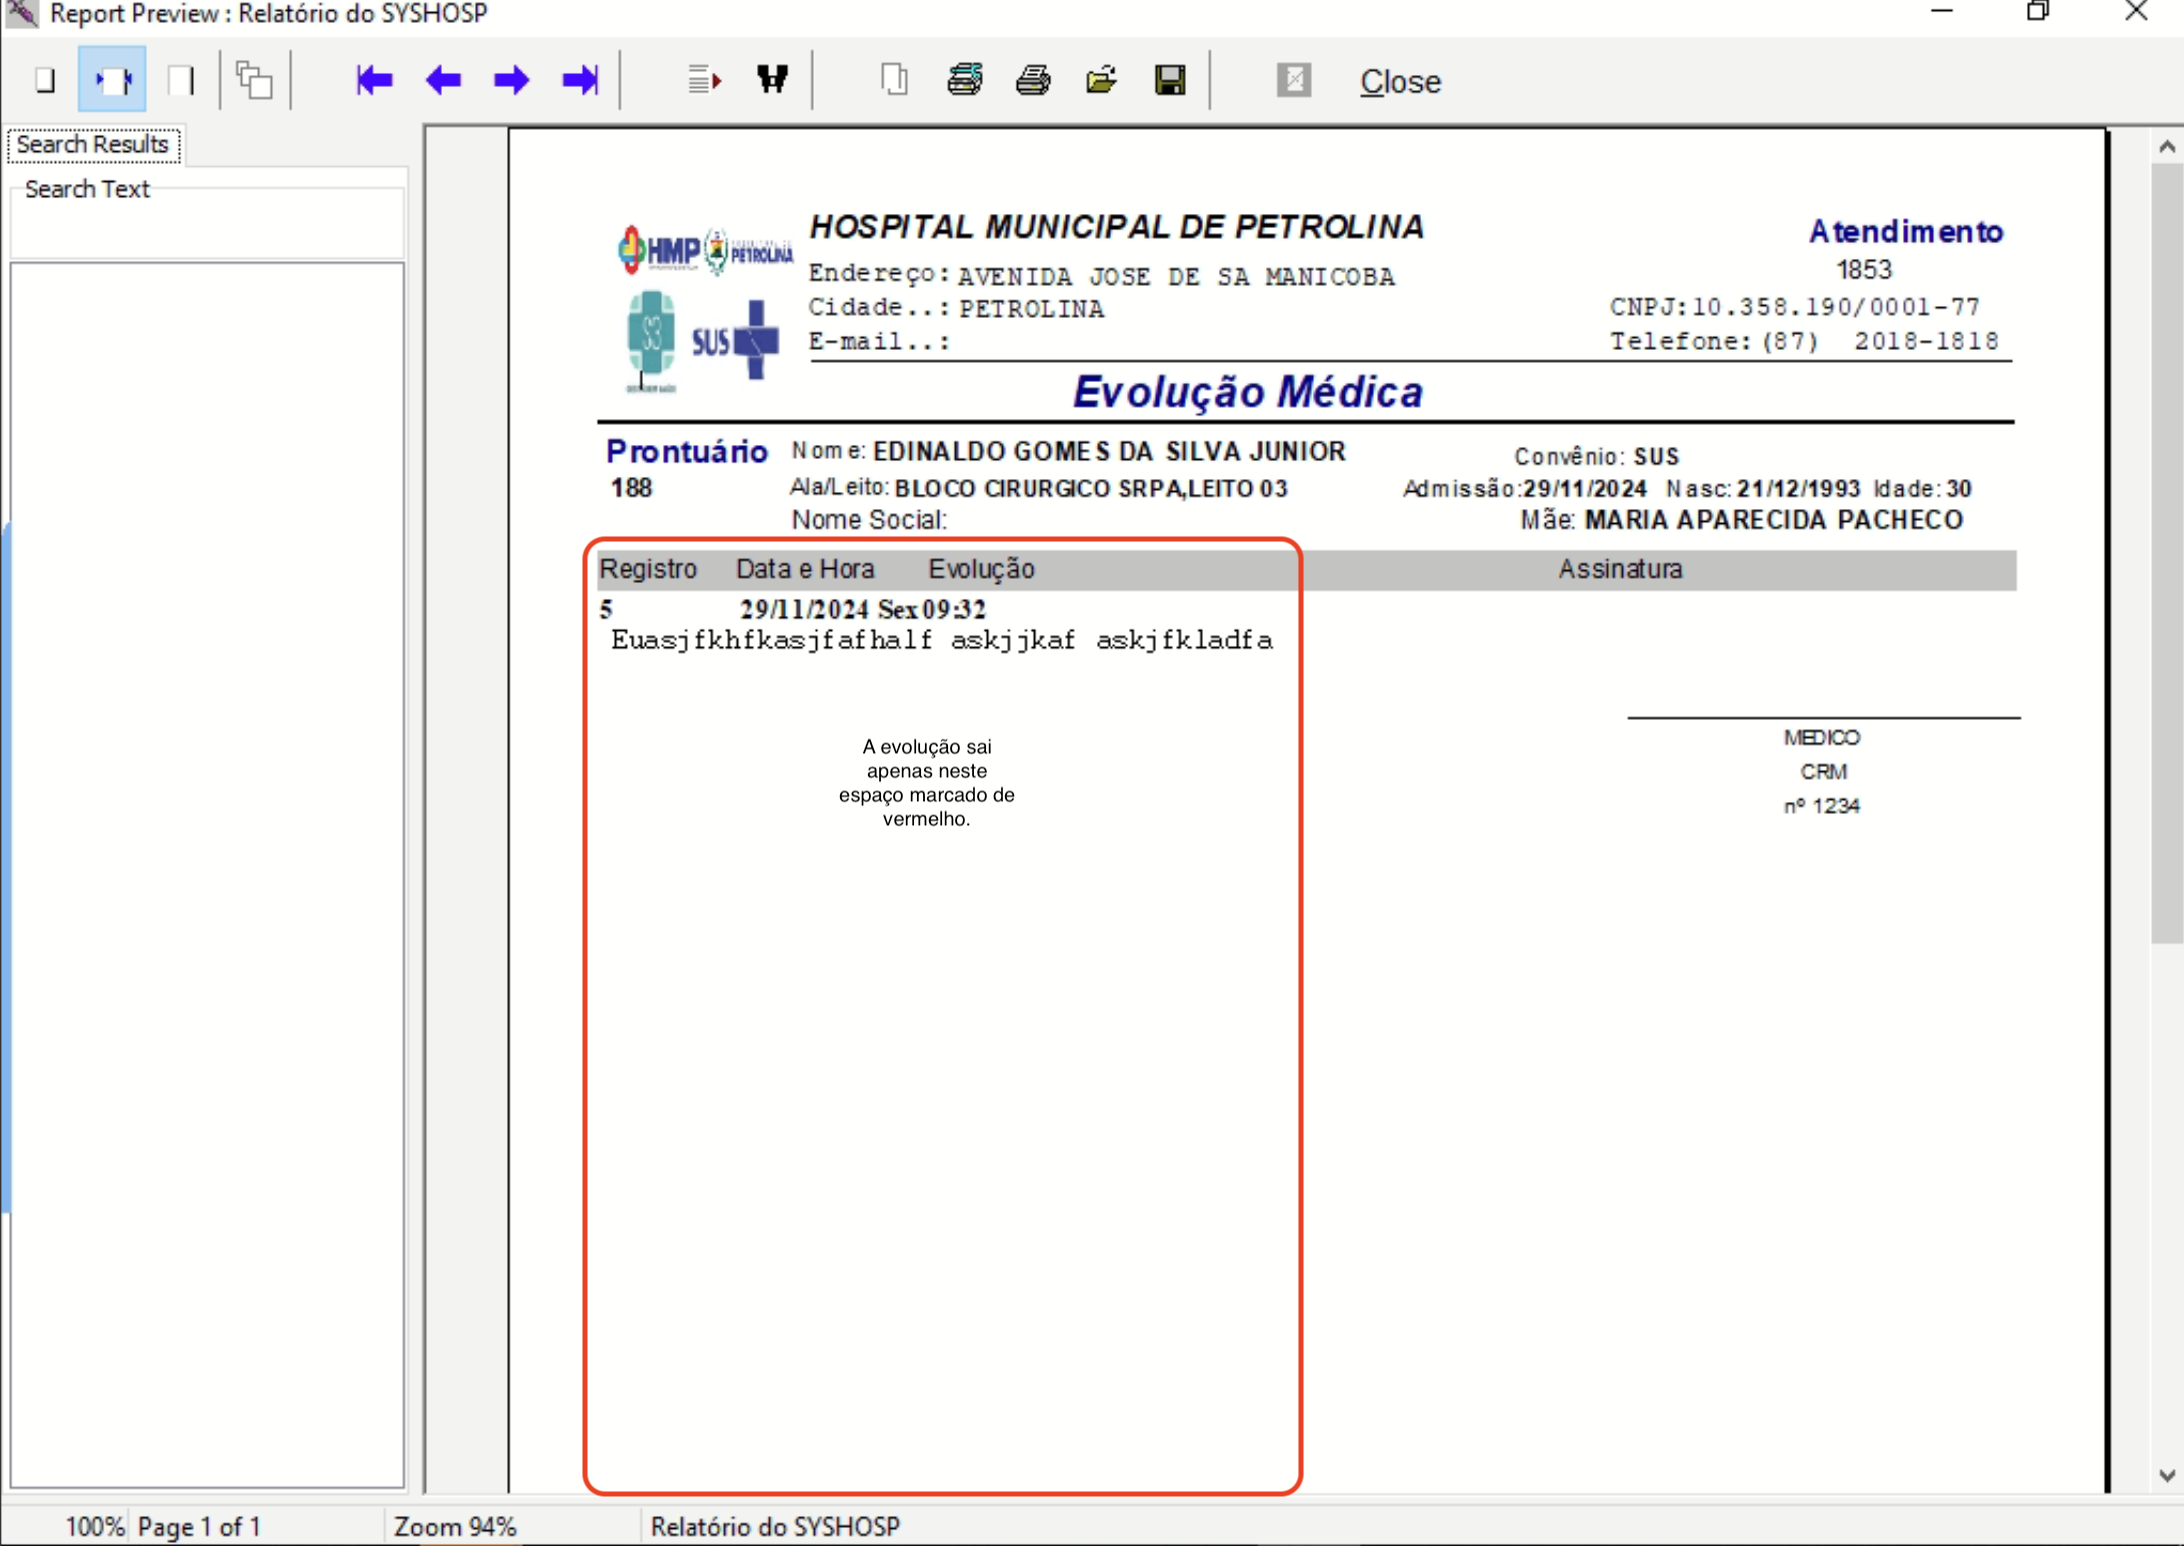 Report Preview : Relatório do SYSHOSP
Close
Search Results
Search Text
HMP PETROLINA
S3
SUS
HOSPITAL MUNICIPAL DE PETROLINA
Endereço: AVENIDA JOSE DE SA MANICOBA
Cidade..: PETROLINA
E-mail..:
Atendimento
1853
CNPJ:10.358.190/0001-77
Telefone: (87) 2018-1818
Evolução Médica
Prontuário
188
Nome: EDINALDO GOMES DA SILVA JUNIOR
Convênio: SUS
Ala/Leito: BLOCO CIRURGICO SRPA,LEITO 03
Admissão:29/11/2024 Nasc: 21/12/1993 Idade: 30
Nome Social:
Mãe: MARIA APARECIDA PACHECO
Registro Data e Hora Evolução Assinatura
5 29/11/2024 Sex 09:32
Euasjfkhfkasjfafhalf askjjkaf askjfkladfa
A evolução sai
apenas neste
espaço marcado de
vermelho.
MEDICO
CRM
nº 1234
100% Page 1 of 1 Zoom 94% Relatório do SYSHOSP